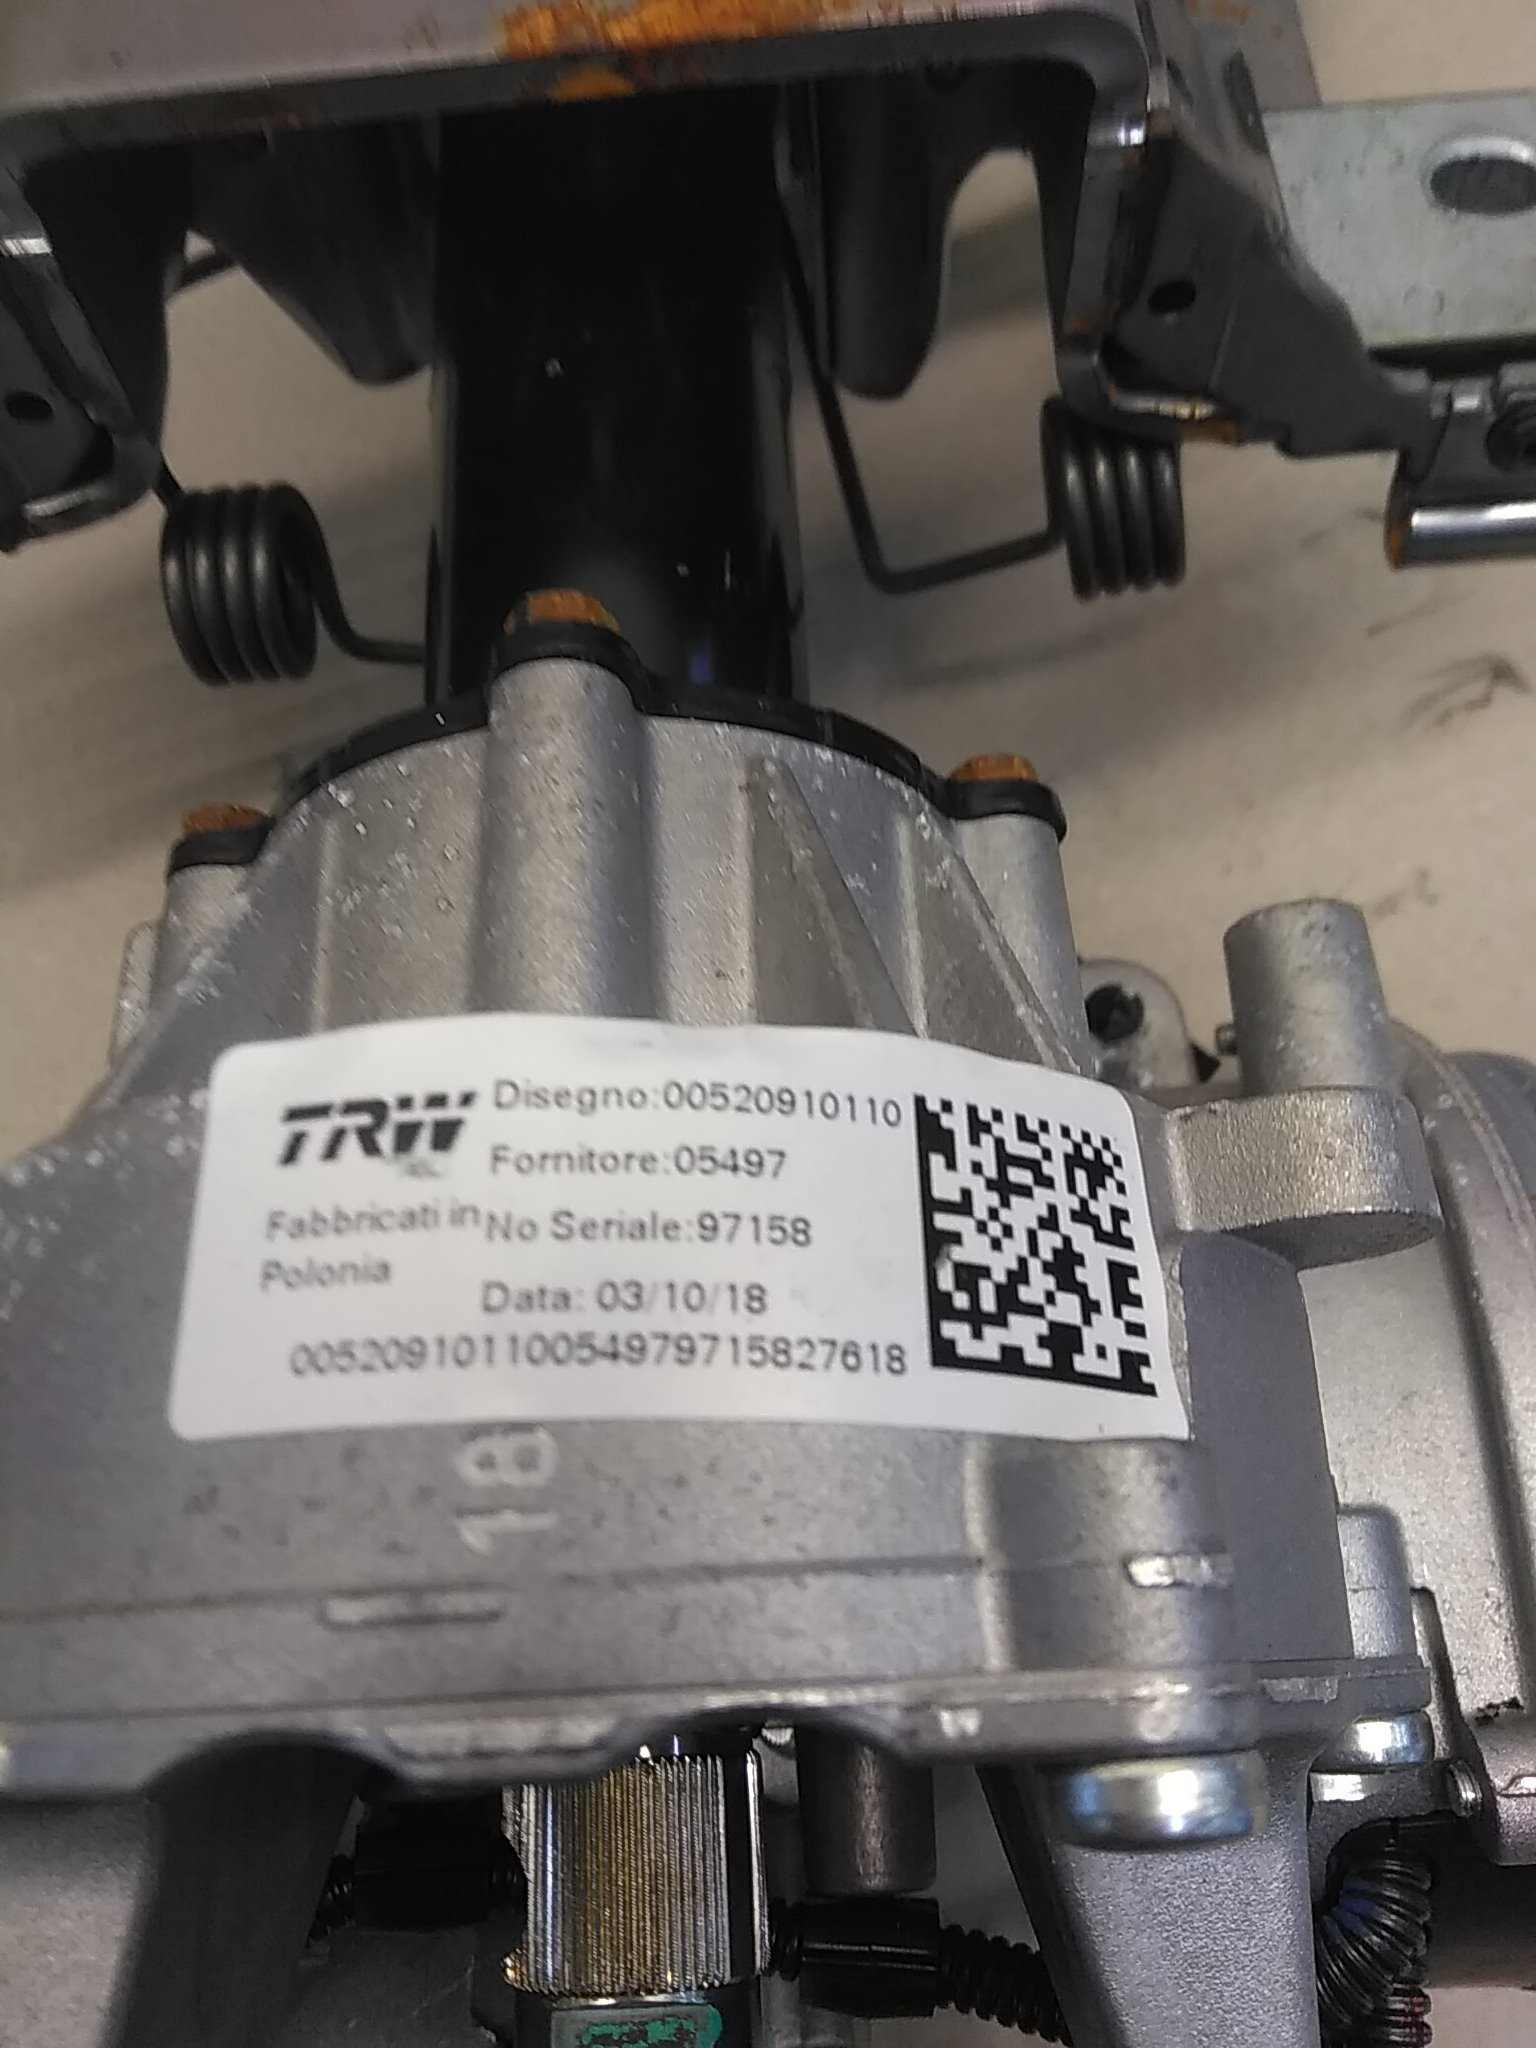 TRW
Disegno:00520910110
Fornitore:05497
Fabbricati in
Polonia
No Seriale:97158
Data: 03/10/18
00520910110054979715827618
18
W